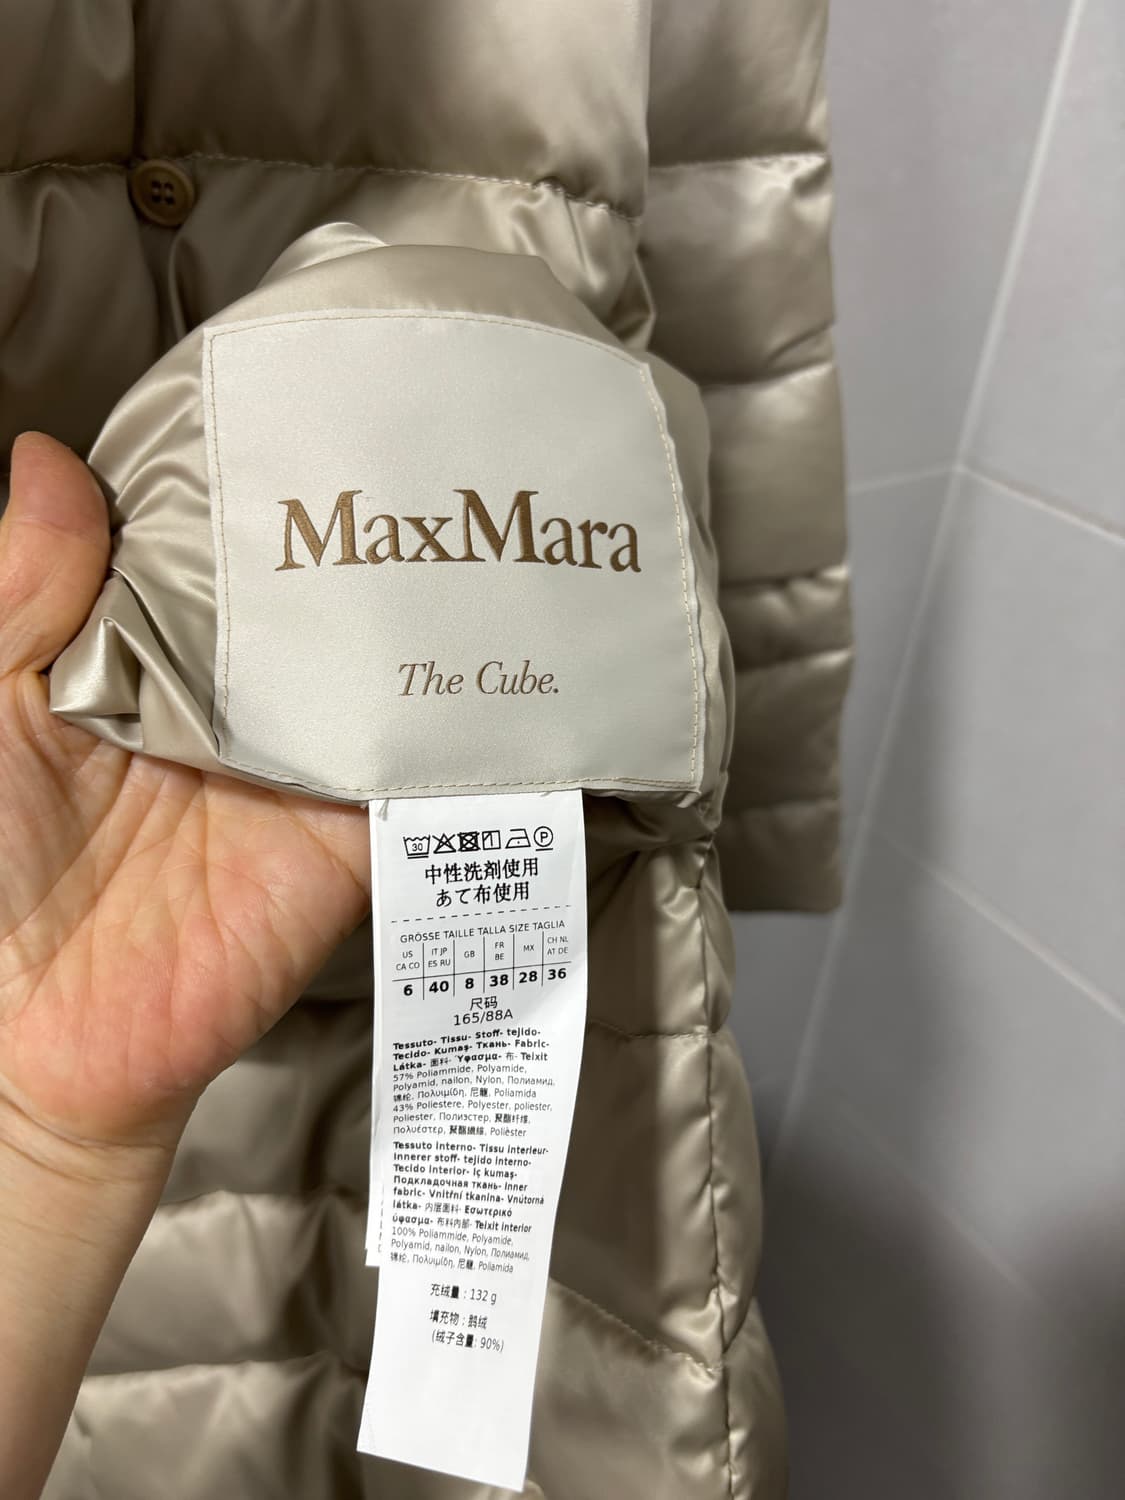 MaxMara
The Cube.
30 P
中性洗剤使用
あて布使用
GRÖSSE TAILLE TALLA SIZE TAGLIA
US CA CO IT JP ES RU GB FR BE MX CH NL AT DE
6 40 8 38 28 36
尺码
165/88A
Tessuto- Tissu- Stoff- tejido-
Tecido- Kumaş- Ткань- Fabric-
Látka- 面料- Ύφασμα- 布- Teixit
57% Poliammide, Polyamide,
Polyamid, nailon, Nylon, Полиамид,
锦纶, Πολυμίδη, 尼龍, Poliamida
43% Poliestere, Polyester, poliester,
Poliester, Полиэстер, 聚酯纤维,
πολυέστερ, 聚酯纖維, Polièster
Tessuto interno- Tissu interieur-
Innerer stoff- tejido interno-
Tecido interior- Iç kumaş-
Подкладочная ткань- Inner
fabric- Vnitřní tkanina- Vnútorná
látka- 内层面料- Εσωτερικό
ύφασμα- 布料內部- Teixit interior
100% Poliammide, Polyamide,
Polyamid, nailon, Nylon, Полиамид,
锦纶, Πολυμίδη, 尼龍, Poliamida
充绒量: 132 g
填充物: 鹅绒
(绒子含量: 90%)